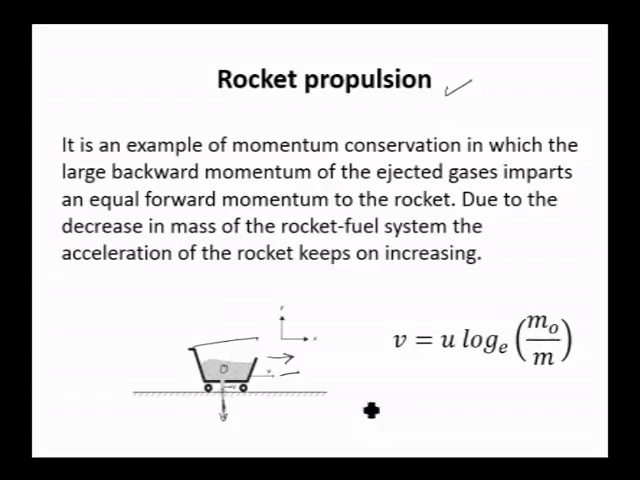 Rocket propulsion
It is an example of momentum conservation in which the
large backward momentum of the ejected gases imparts
an equal forward momentum to the rocket. Due to the
decrease in mass of the rocket-fuel system the
acceleration of the rocket keeps on increasing.
v = u logₑ (mₒ/m)